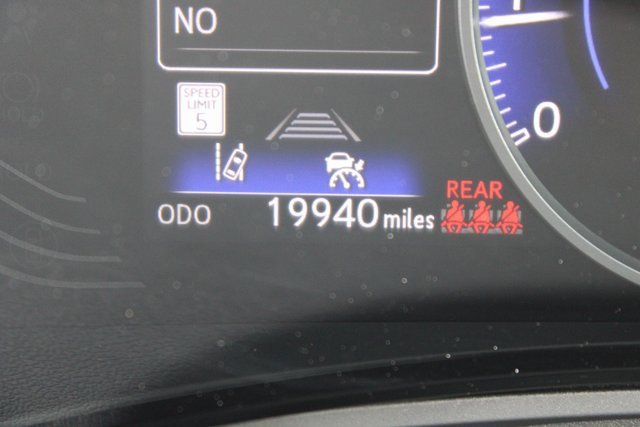 NO
SPEED
LIMIT
5
0
REAR
ODO 19940 miles